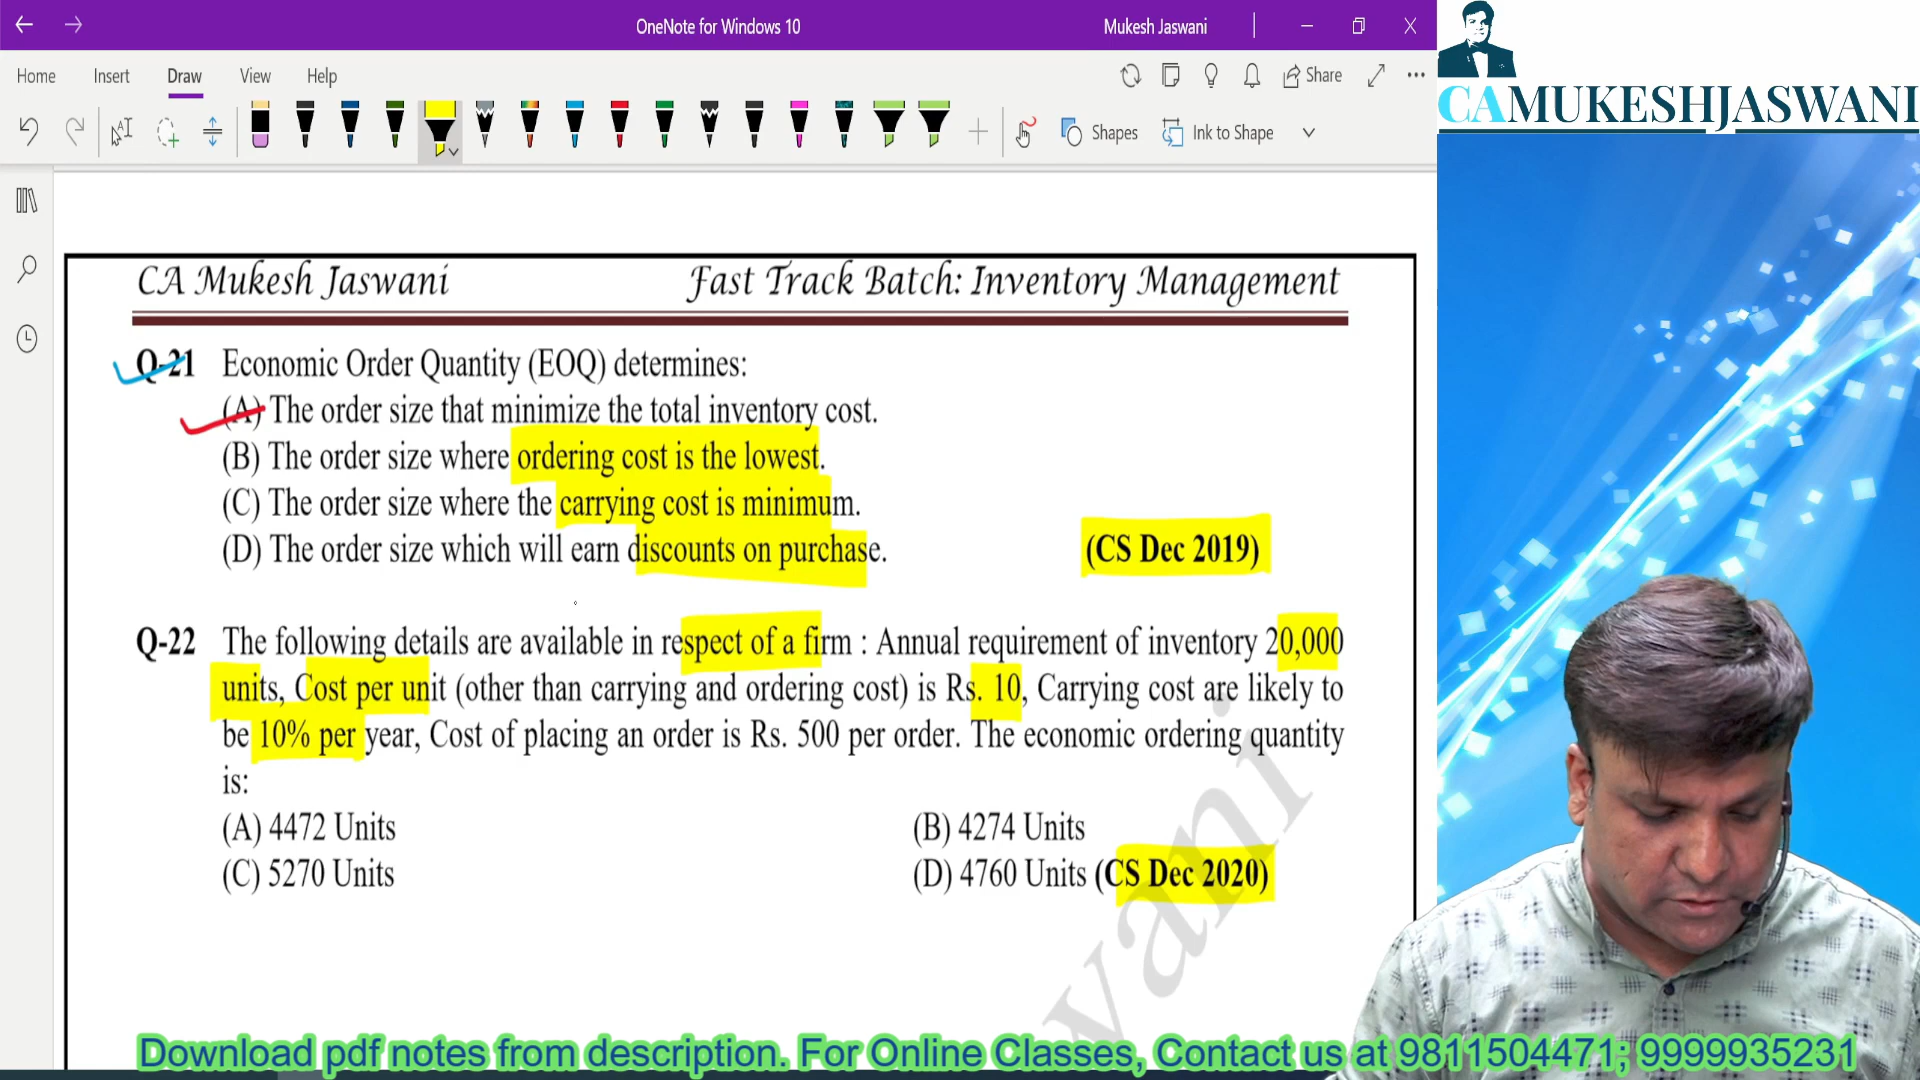 OneNote for Windows 10
Mukesh Jaswani
Home Insert Draw View Help
Share
Shapes
Ink to Shape
CAMUKESHJASWANI
CA Mukesh Jaswani Fast Track Batch: Inventory Management
Q-21 Economic Order Quantity (EOQ) determines:
(A) The order size that minimize the total inventory cost.
(B) The order size where ordering cost is the lowest.
(C) The order size where the carrying cost is minimum.
(D) The order size which will earn discounts on purchase. (CS Dec 2019)
Q-22 The following details are available in respect of a firm : Annual requirement of inventory 20,000
units, Cost per unit (other than carrying and ordering cost) is Rs. 10, Carrying cost are likely to
be 10% per year, Cost of placing an order is Rs. 500 per order. The economic ordering quantity
is:
(A) 4472 Units (B) 4274 Units
(C) 5270 Units (D) 4760 Units (CS Dec 2020)
wani
Download pdf notes from description. For Online Classes, Contact us at 9811504471; 9999935231